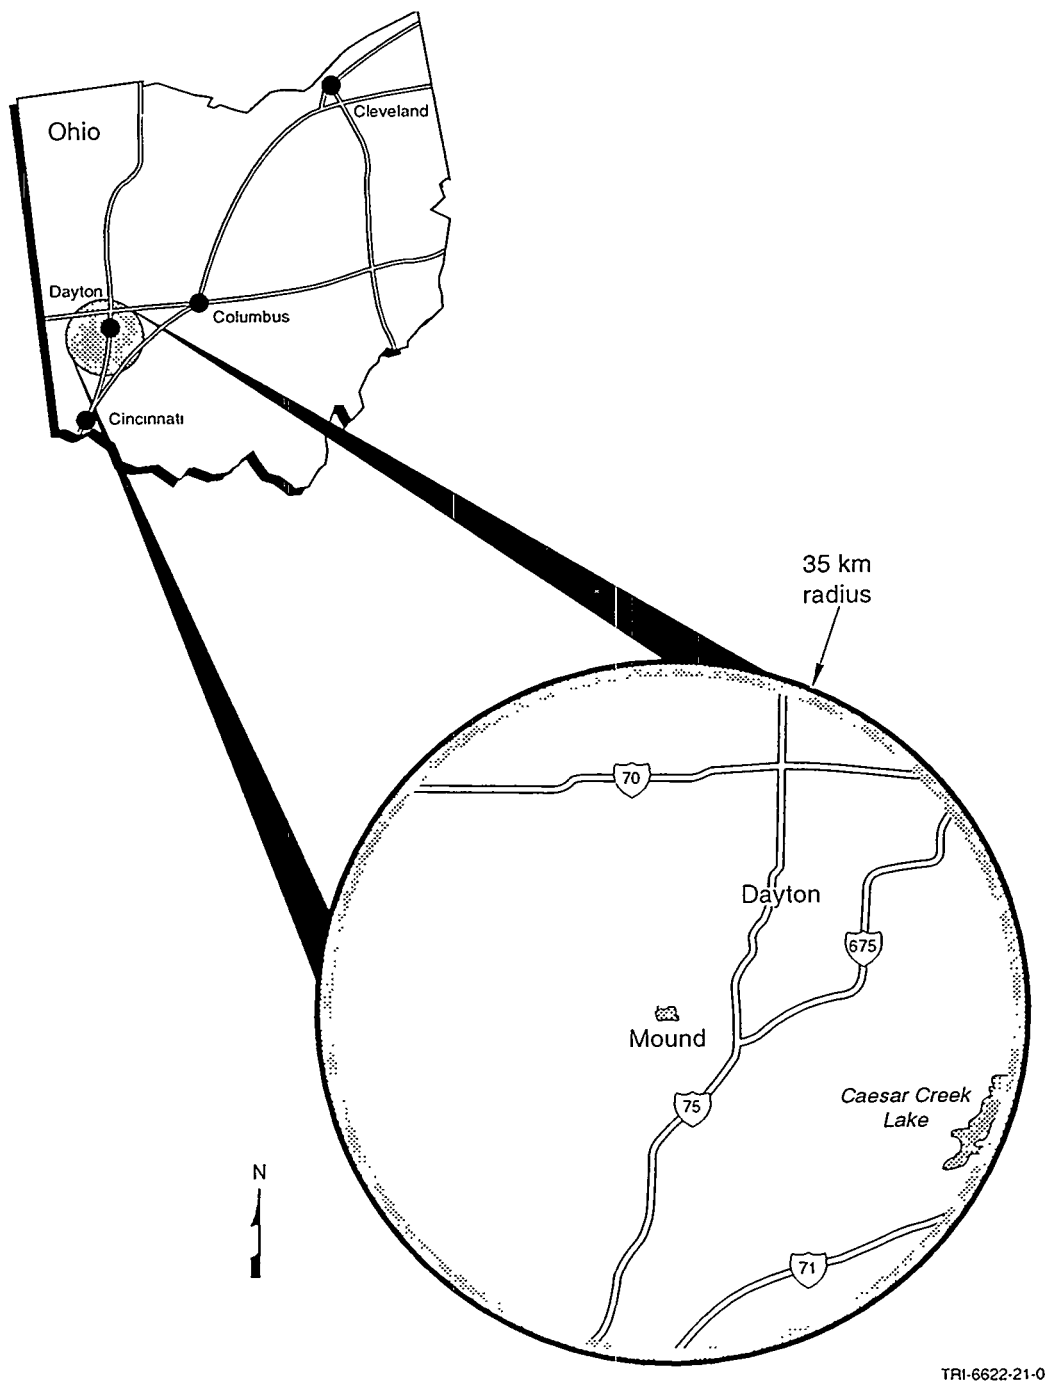 Ohio
Cleveland
Dayton
Columbus
Cincinnati
35 km
radius
70
Dayton
675
Mound
75
Caesar Creek
Lake
N
71
TRI-6622-21-0